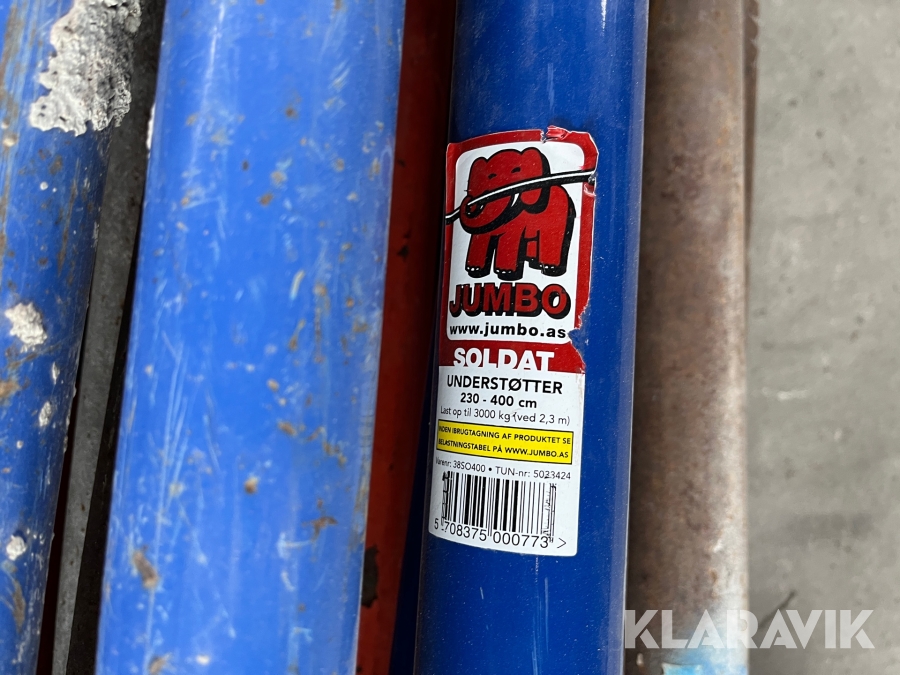 JUMBO
www.jumbo.as
SOLDAT
UNDERSTØTTER
230 - 400 cm
Last op til 3000 kg (ved 2,3 m)
INDEN IBRUGTAGNING AF PRODUKTET SE
BELASTNINGSTABEL PÅ WWW.JUMBO.AS
Varenr: 38SO400 • TUN-nr: 5023424
5 708375 000773 >
KLARAVIK